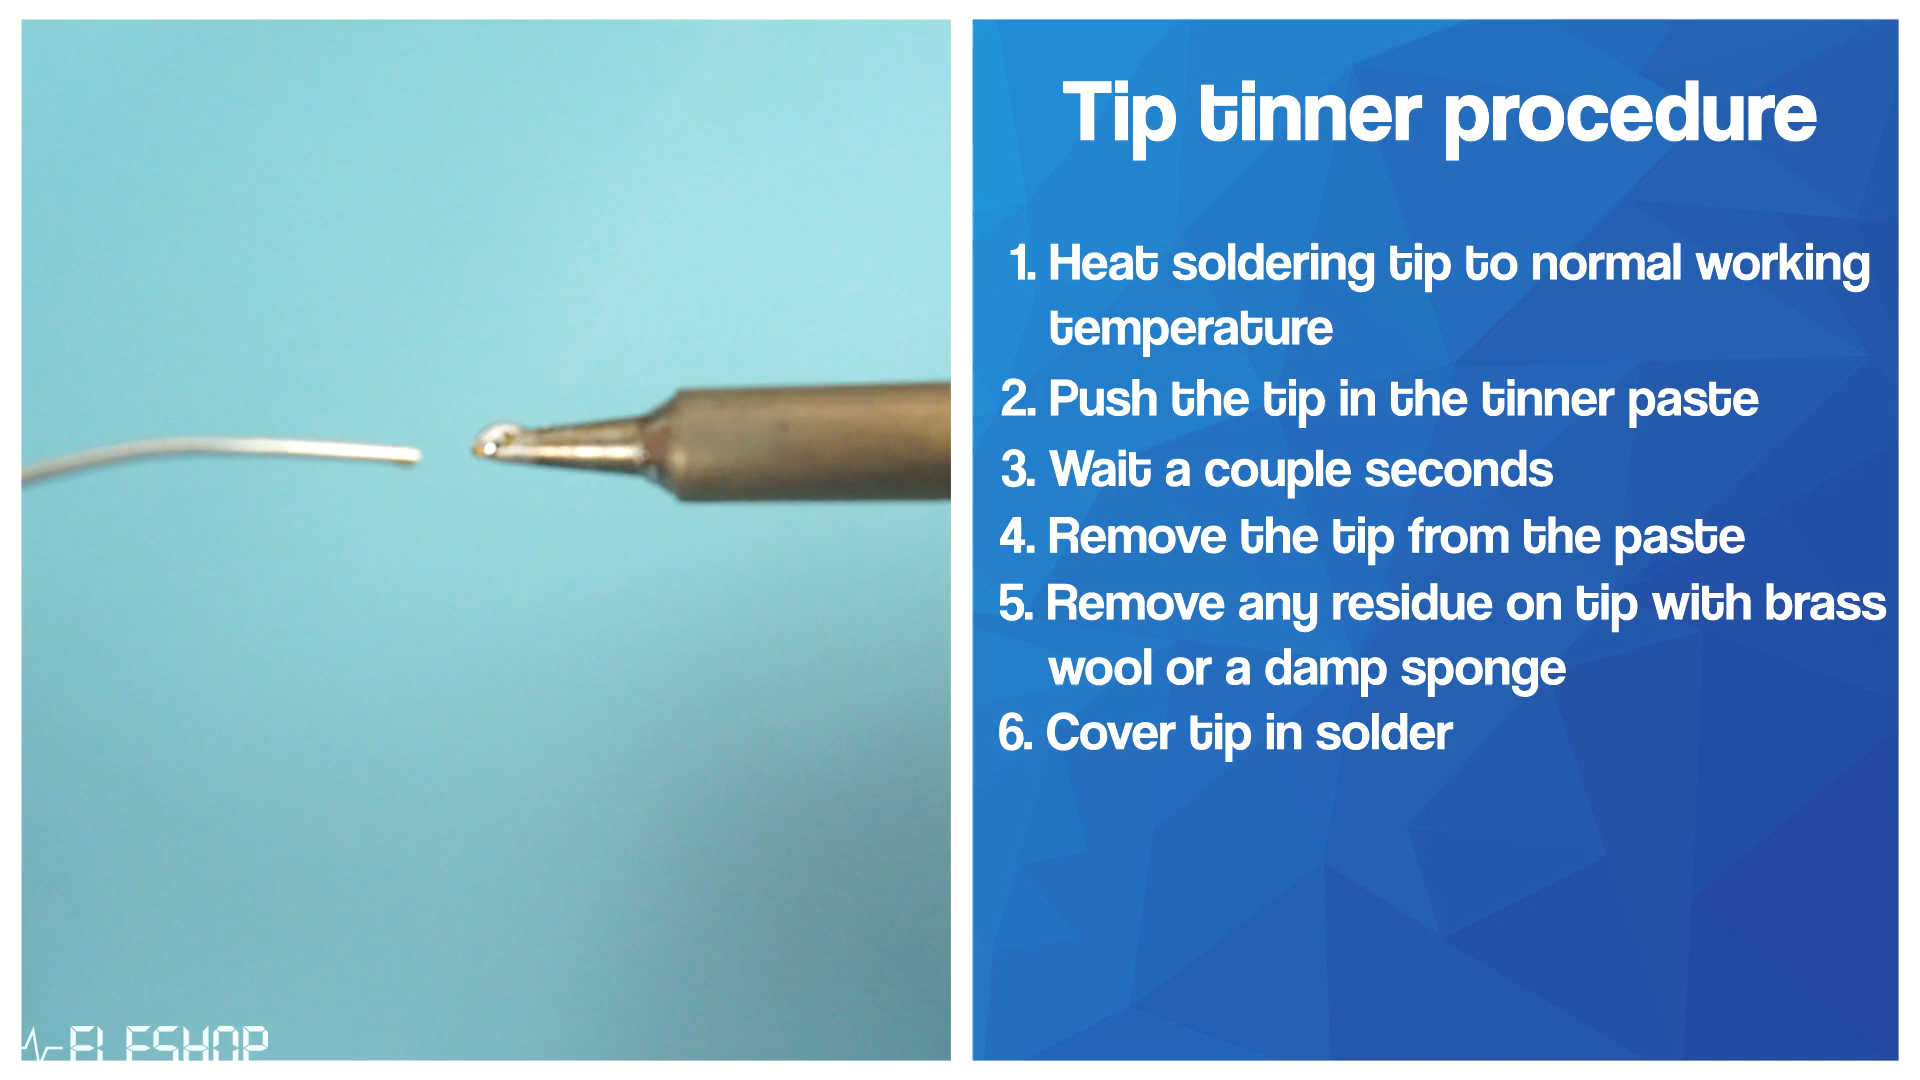 Tip tinner procedure
1. Heat soldering tip to normal working
temperature
2. Push the tip in the tinner paste
3. Wait a couple seconds
4. Remove the tip from the paste
5. Remove any residue on tip with brass
wool or a damp sponge
6. Cover tip in solder
ELESHOP